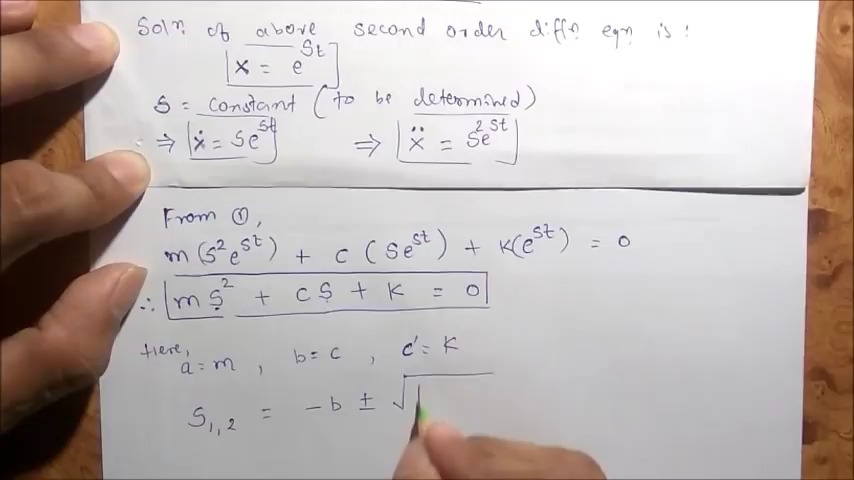 Soln of above second order diffn eqn is :
x = e^St
S = constant (to be determined)
⇒ ẋ = Se^St ⇒ ẍ = S²e^St
From ①,
m(S²e^St) + c (Se^St) + K(e^St) = 0
∴ mS² + cS + K = 0
Here,
a = m , b = c , c' = K
S₁,₂ = -b ± √